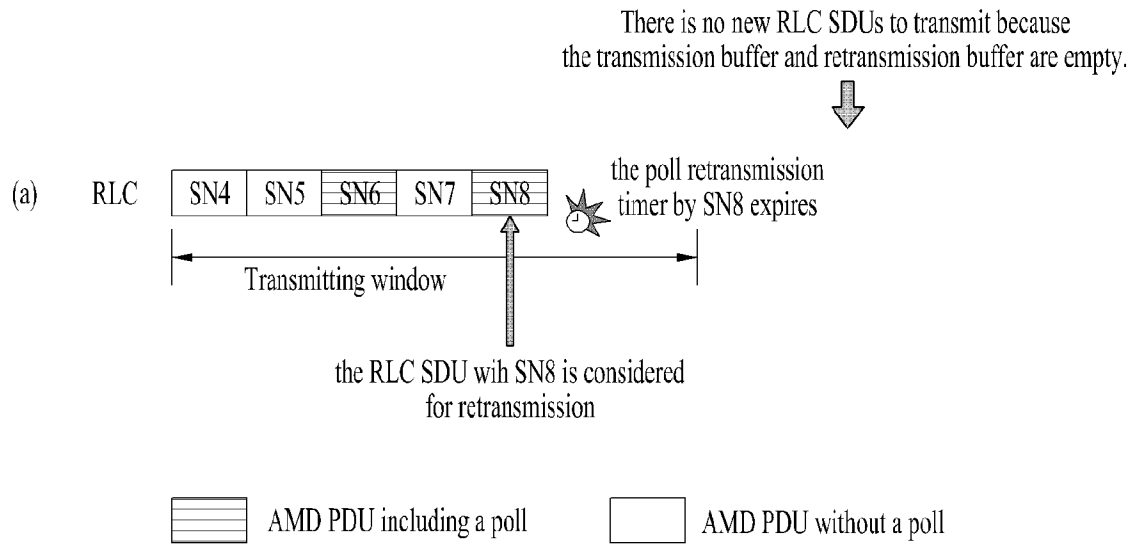 There is no new RLC SDUs to transmit because
the transmission buffer and retransmission buffer are empty.
(a) RLC SN4 SN5 SN6 SN7 SN8
the poll retransmission
timer by SN8 expires
Transmitting window
the RLC SDU wih SN8 is considered
for retransmission
AMD PDU including a poll
AMD PDU without a poll